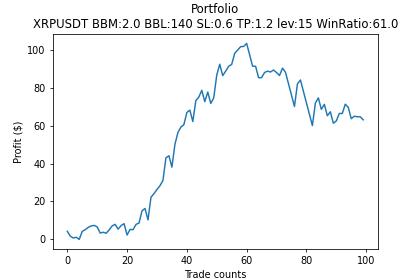 Portfolio
XRPUSDT BBM:2.0 BBL:140 SL:0.6 TP:1.2 lev:15 WinRatio:61.0
100
80
60
40
20
0
Profit ($)
0 20 40 60 80 100
Trade counts